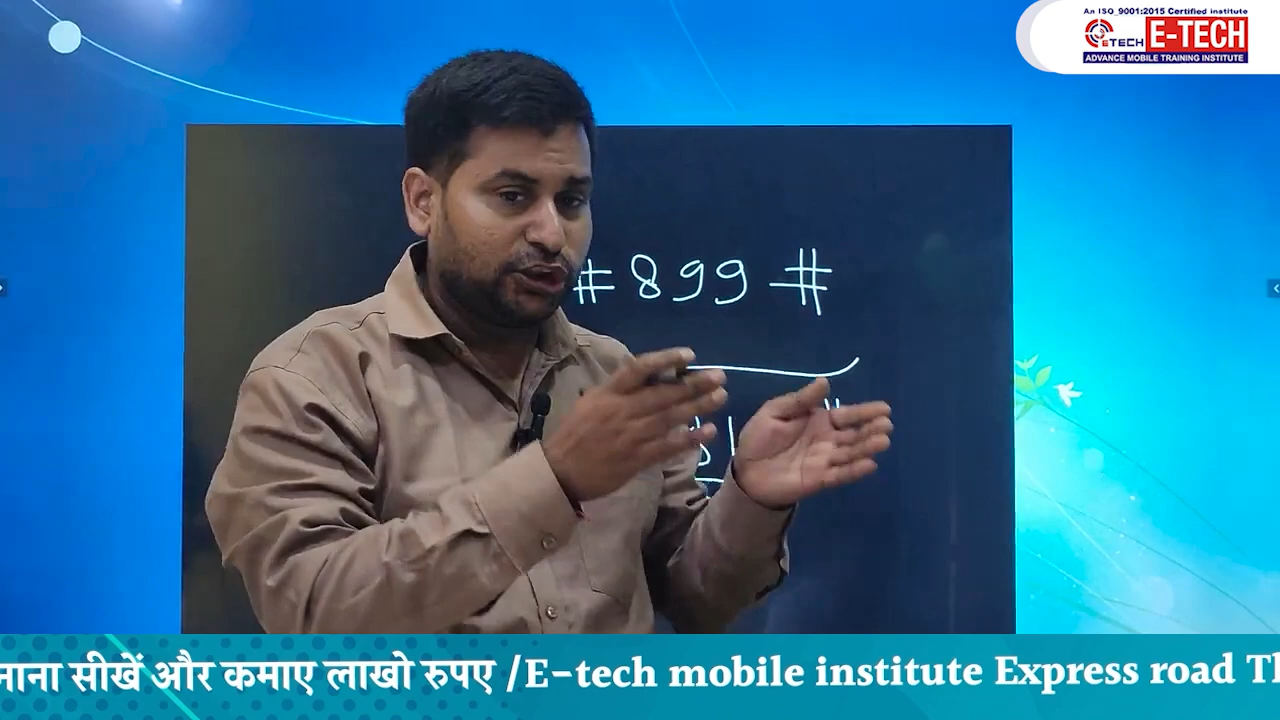 An ISO 9001:2015 Certified institute
ETECH E-TECH
ADVANCE MOBILE TRAINING INSTITUTE
#899#
सीखें और कमाए लाखो रुपए /E-tech mobile institute Express road